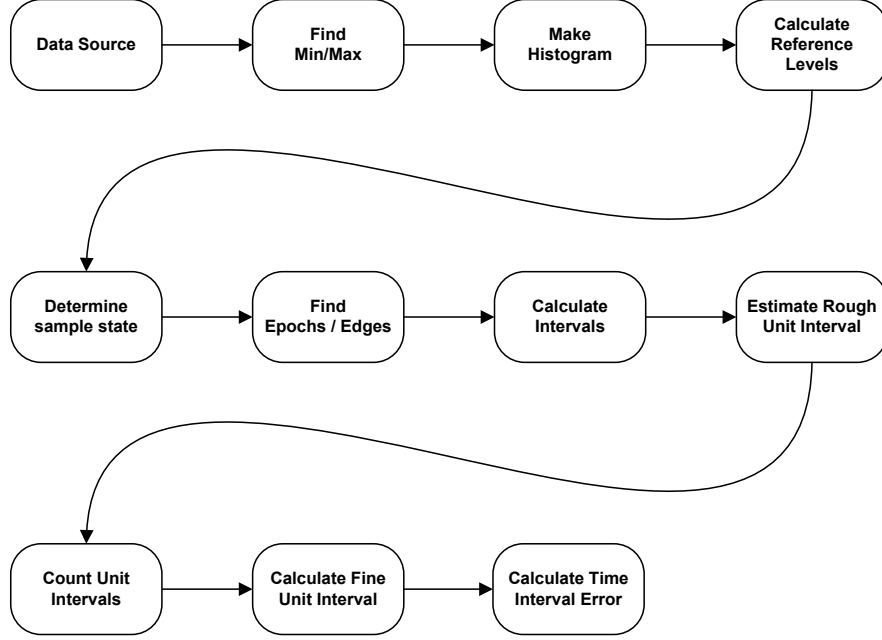 Data Source
Find
Min/Max
Make
Histogram
Calculate
Reference
Levels
Determine
sample state
Find
Epochs / Edges
Calculate
Intervals
Estimate Rough
Unit Interval
Count Unit
Intervals
Calculate Fine
Unit Interval
Calculate Time
Interval Error